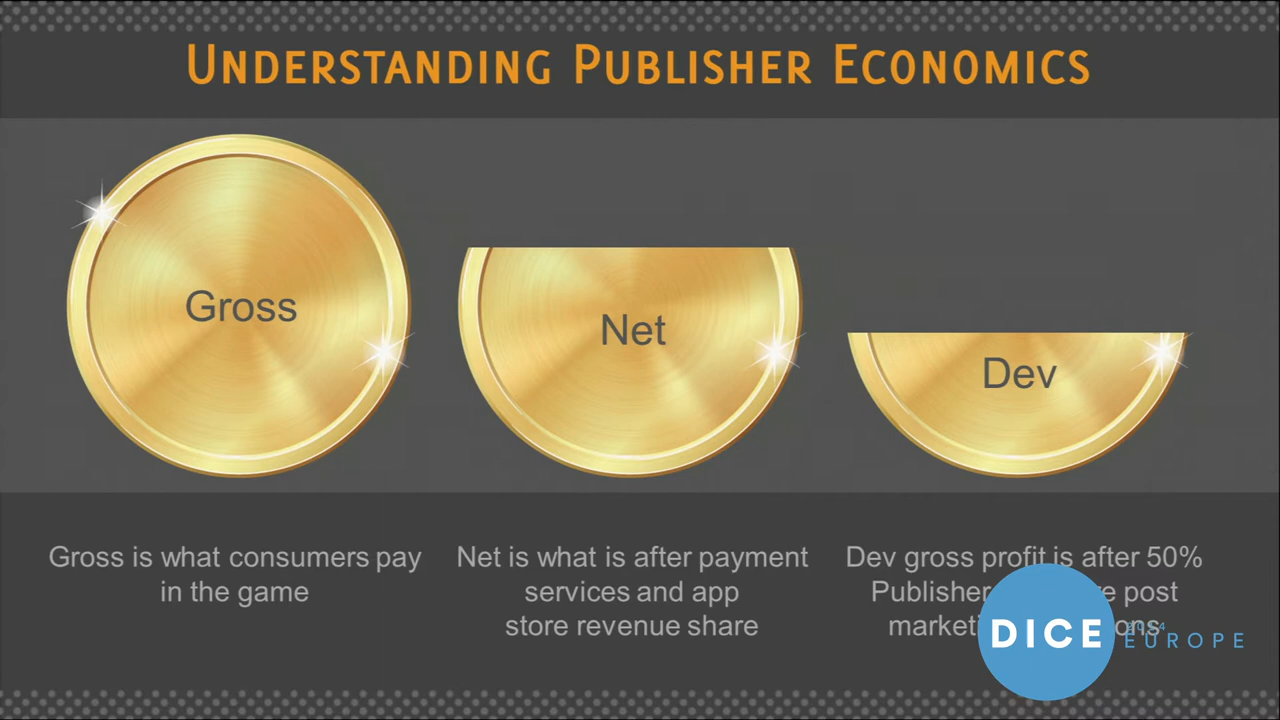 Understanding Publisher Economics
Gross
Net
Dev
Gross is what consumers pay
in the game
Net is what is after payment
services and app
store revenue share
Dev gross profit is after 50%
Publisher post
DICE
EUROPE